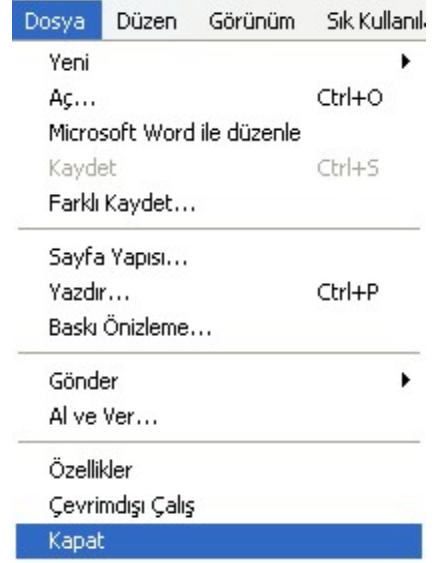 Dosya Düzen Görünüm Sık
Yeni
Aç... Ctrl+O
Microsoft Word ile düzenle
Kaydet Ctrl+S
Farklı Kaydet...
Sayfa Yapısı...
Yazdır... Ctrl+P
Baskı Önizleme...
Gönder
Al ve Ver...
Özellikler
Çevrimdışı Çalış
Kapat